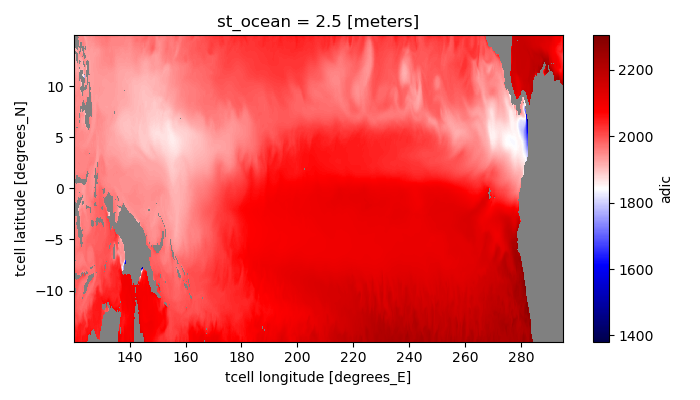 st_ocean = 2.5 [meters]
10
5
0
−5
−10
tcell latitude [degrees_N]
140 160 180 200 220 240 260 280
tcell longitude [degrees_E]
2200
2000
1800
1600
1400
adic